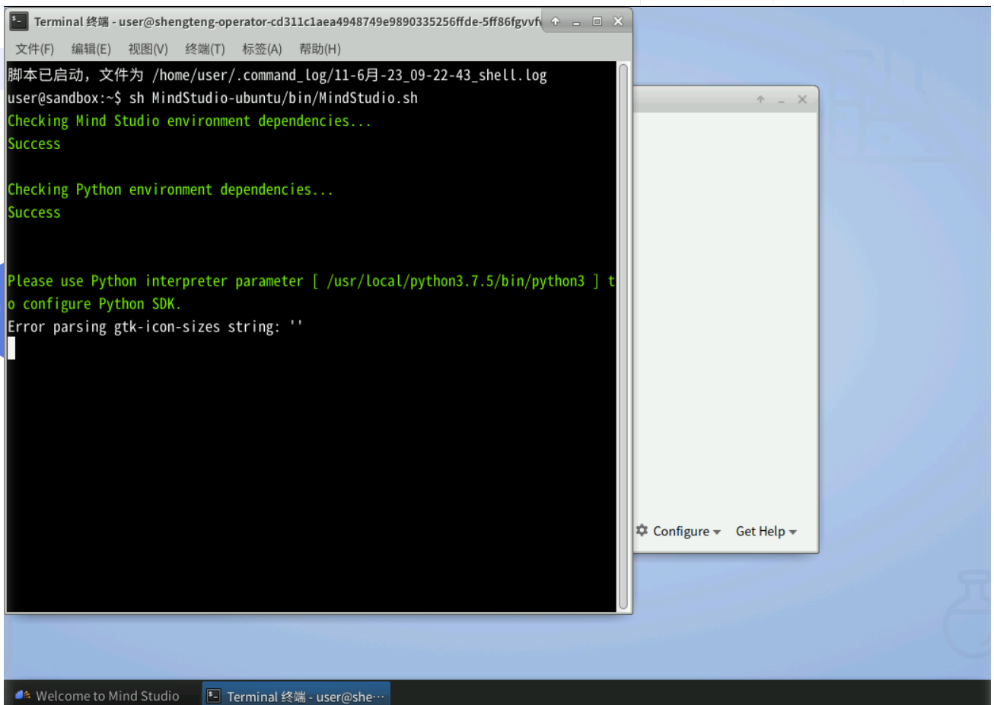 Terminal 终端 - user@shengteng-operator-cd311c1aea4948749e9890335256ffde-5ff86fgvvf
文件(F) 编辑(E) 视图(V) 终端(T) 标签(A) 帮助(H)
脚本已启动，文件为 /home/user/.command_log/11-6月-23_09-22-43_shell.log
user@sandbox:~$ sh MindStudio-ubuntu/bin/MindStudio.sh
Checking Mind Studio environment dependencies...
Success
Checking Python environment dependencies...
Success
Please use Python interpreter parameter [ /usr/local/python3.7.5/bin/python3 ] t
o configure Python SDK.
Error parsing gtk-icon-sizes string: ''
Configure Get Help
Welcome to Mind Studio Terminal 终端 - user@she…